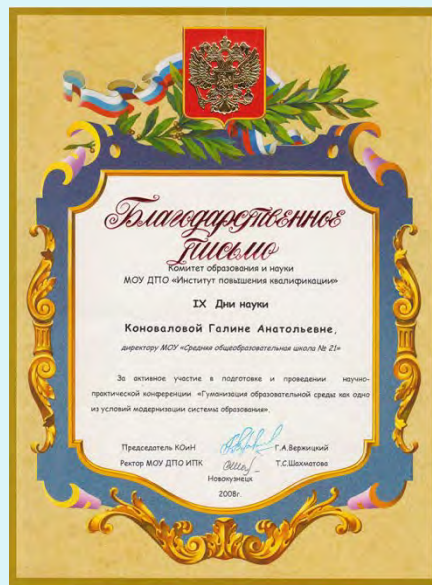 Благодарственное
письмо
Комитет образования и науки
МОУ ДПО «Институт повышения квалификации»
IX Дни науки
Коноваловой Галине Анатольевне,
директору МОУ «Средняя общеобразовательная школа № 21»
За активное участие в подготовке и проведении научно-
практической конференции «Гуманизация образовательной среды как одно
из условий модернизации системы образования».
Председатель КОиН Г.А.Вержицкий
Ректор МОУ ДПО ИПК Т.С.Шахматова
Новокузнецк
2008г.